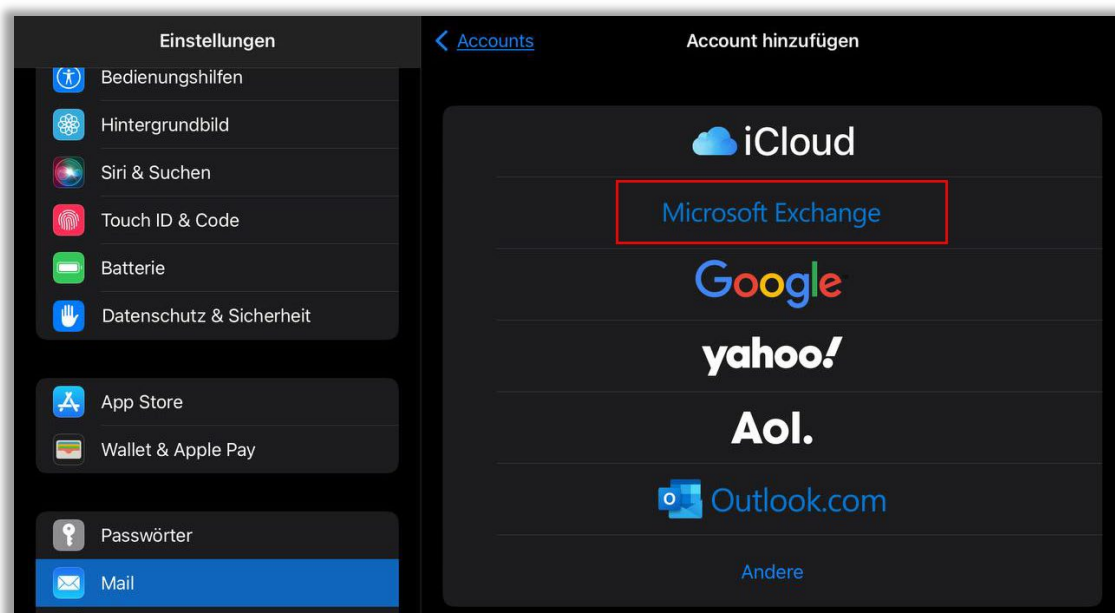 Einstellungen
Bedienungshilfen
Hintergrundbild
Siri & Suchen
Touch ID & Code
Batterie
Datenschutz & Sicherheit
App Store
Wallet & Apple Pay
Passwörter
Mail
Accounts
Account hinzufügen
iCloud
Microsoft Exchange
Google
yahoo!
Aol.
Outlook.com
Andere